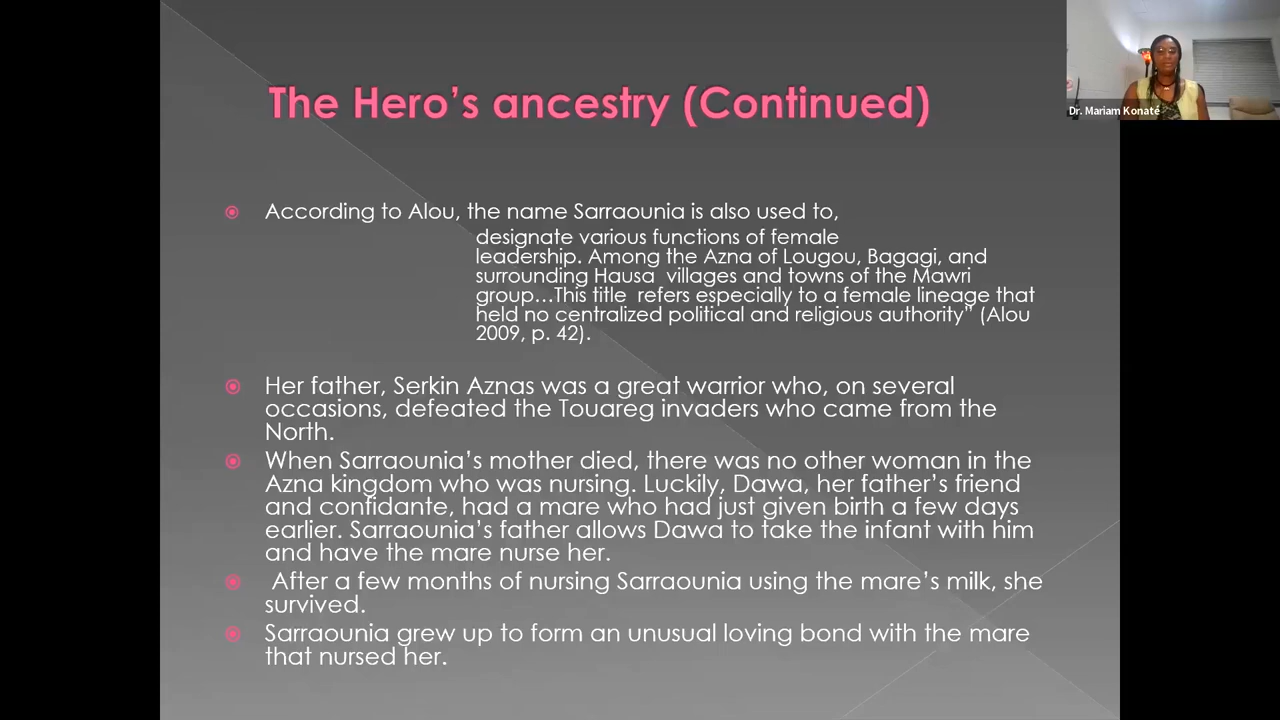 The Hero’s ancestry (Continued)
Dr. Mariam Konaté
According to Alou, the name Sarraounia is also used to,
designate various functions of female
leadership. Among the Azna of Lougou, Bagagi, and
surrounding Hausa villages and towns of the Mawri
group…This title refers especially to a female lineage that
held no centralized political and religious authority” (Alou
2009, p. 42).
Her father, Serkin Aznas was a great warrior who, on several
occasions, defeated the Touareg invaders who came from the
North.
When Sarraounia’s mother died, there was no other woman in the
Azna kingdom who was nursing. Luckily, Dawa, her father’s friend
and confidante, had a mare who had just given birth a few days
earlier. Sarraounia’s father allows Dawa to take the infant with him
and have the mare nurse her.
After a few months of nursing Sarraounia using the mare’s milk, she
survived.
Sarraounia grew up to form an unusual loving bond with the mare
that nursed her.